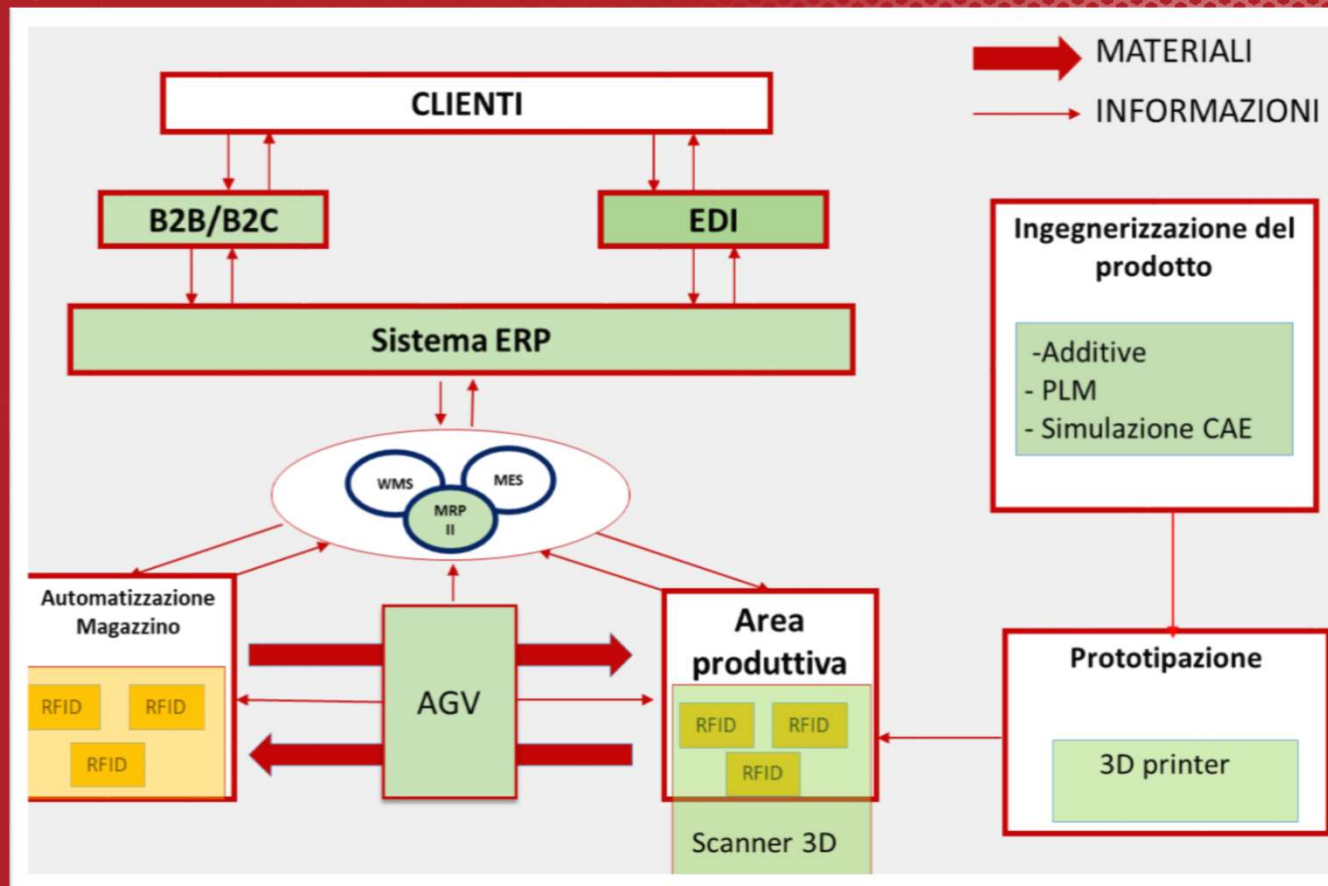 MATERIALI
INFORMAZIONI
CLIENTI
B2B/B2C
EDI
Sistema ERP
WMS
MES
MRP
II
Ingegnerizzazione del
prodotto
-Additive
- PLM
- Simulazione CAE
Automatizzazione
Magazzino
RFID
RFID
RFID
AGV
Area
produttiva
RFID
RFID
RFID
Scanner 3D
Prototipazione
3D printer